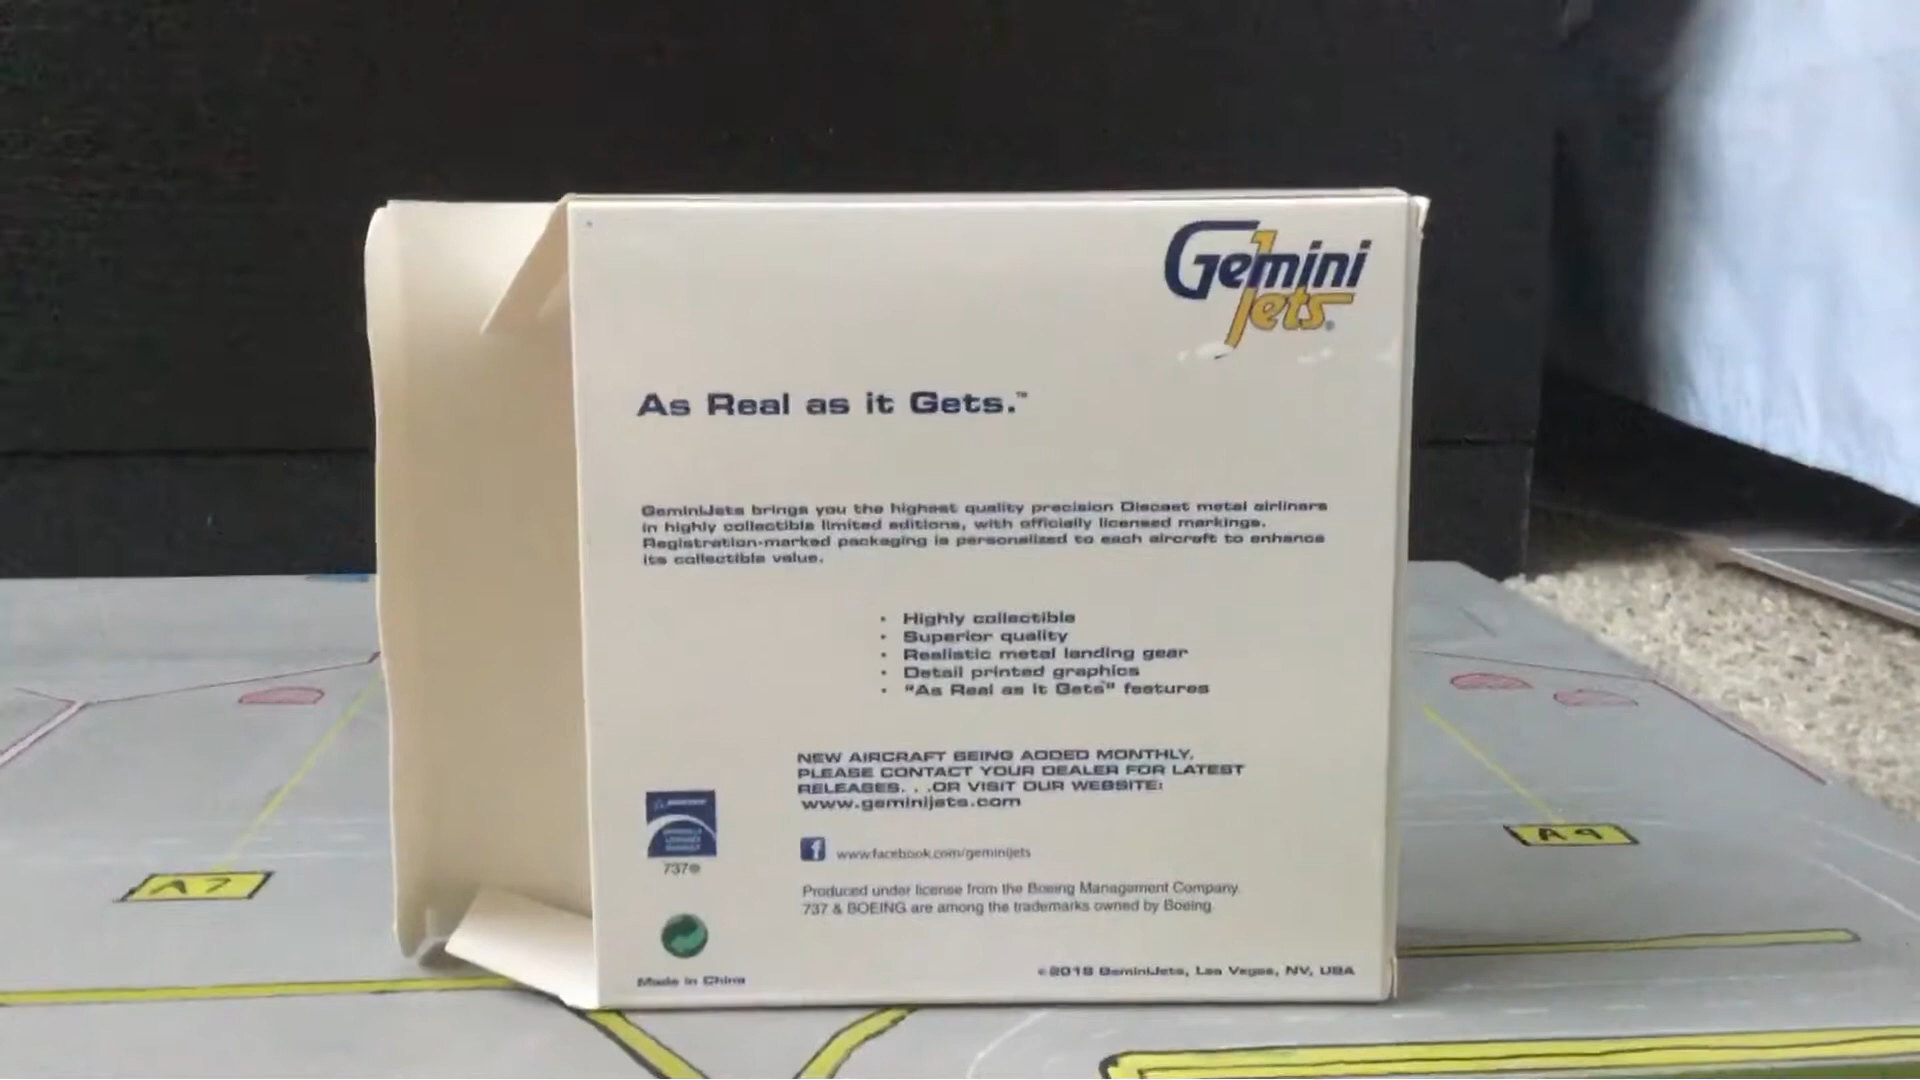 Gemini
Jets®
As Real as it Gets.™
GeminiJets brings you the highest quality precision Diecast metal airliners
in highly collectible limited editions, with officially licensed markings.
Registration-marked packaging is personalized to each aircraft to enhance
its collectible value.
• Highly collectible
• Superior quality
• Realistic metal landing gear
• Detail printed graphics
• "As Real as it Gets" features
NEW AIRCRAFT BEING ADDED MONTHLY.
PLEASE CONTACT YOUR DEALER FOR LATEST
RELEASES. . .OR VISIT OUR WEBSITE:
www.geminijets.com
BOEING
737®
f www.facebook.com/geminijets
Produced under license from the Boeing Management Company.
737 & BOEING are among the trademarks owned by Boeing.
Made in China
©2018 GeminiJets, Las Vegas, NV, USA
A7
A9